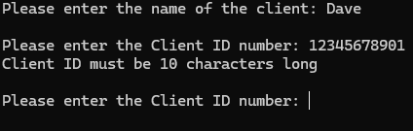 Please enter the name of the client: Dave
Please enter the Client ID number: 12345678901
Client ID must be 10 characters long
Please enter the Client ID number: